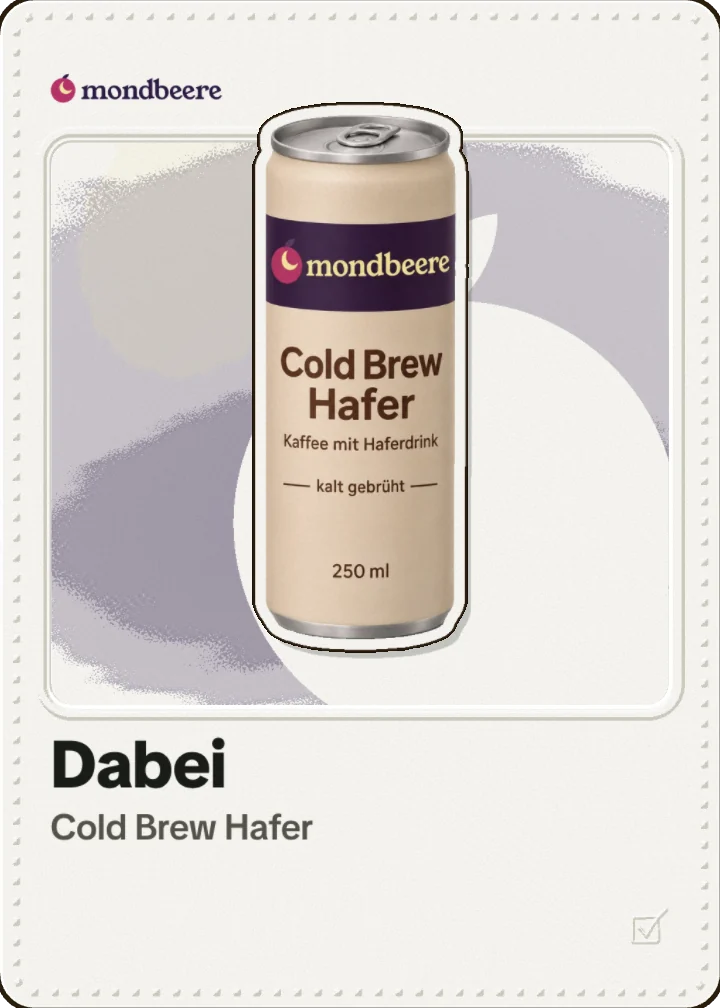 mondbeere
mondbeere
Cold Brew
Hafer
Kaffee mit Haferdrink
kalt gebrüht
250 ml
Dabei
Cold Brew Hafer